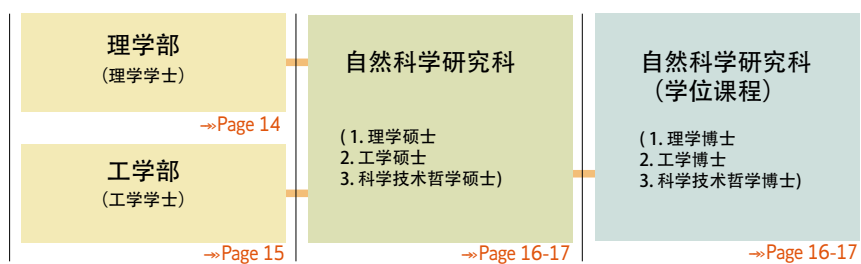 理学部
（理学学士）
→»Page 14
工学部
（工学学士）
→»Page 15
自然科学研究科
( 1. 理学硕士
2. 工学硕士
3. 科学技术哲学硕士)
→»Page 16-17
自然科学研究科
（学位课程）
( 1. 理学博士
2. 工学博士
3. 科学技术哲学博士)
→»Page 16-17